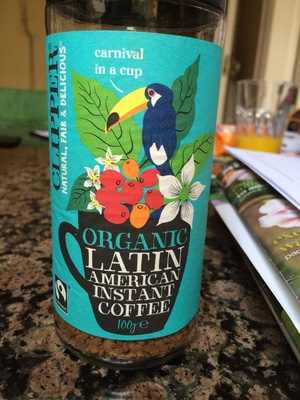 carnival
in a cup
CLIPPER
NATURAL, FAIR & DELICIOUS
ORGANIC
LATIN
AMERICAN
INSTANT
COFFEE
100g e